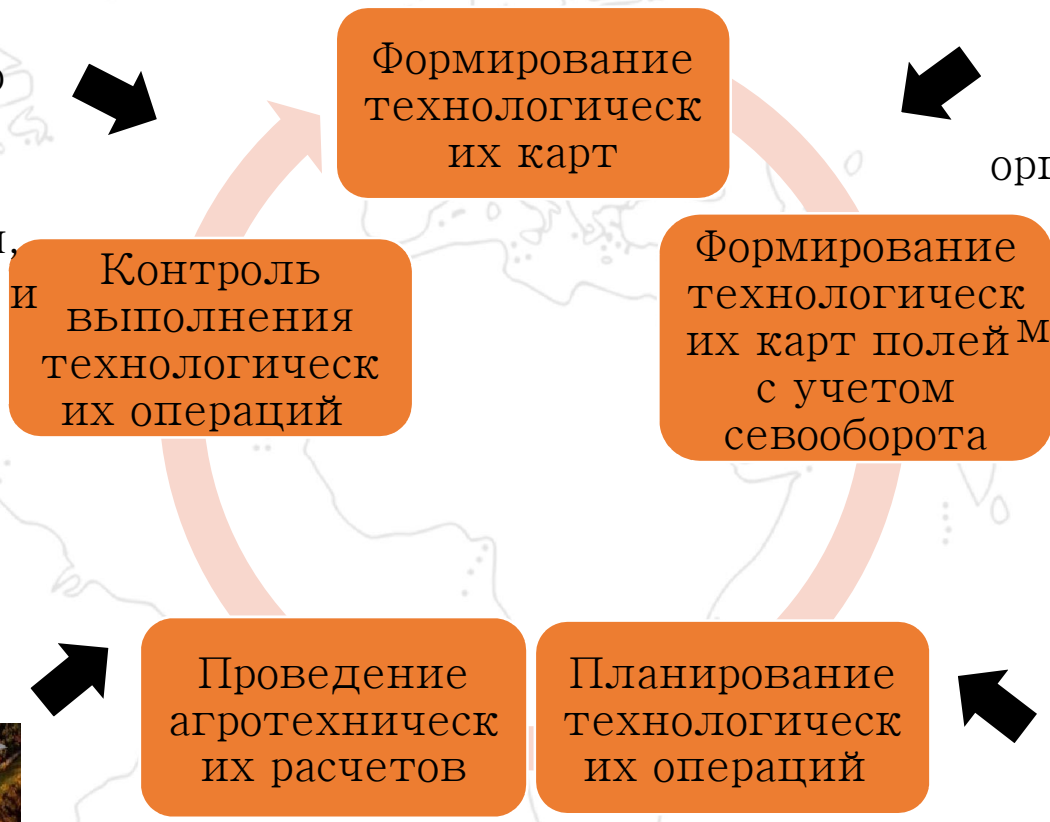 Формирование
технологическ
их карт
Формирование
технологическ
их карт полей
с учетом
севооборота
Планирование
технологическ
их операций
Проведение
агротехническ
их расчетов
Контроль
выполнения
технологическ
их операций
и